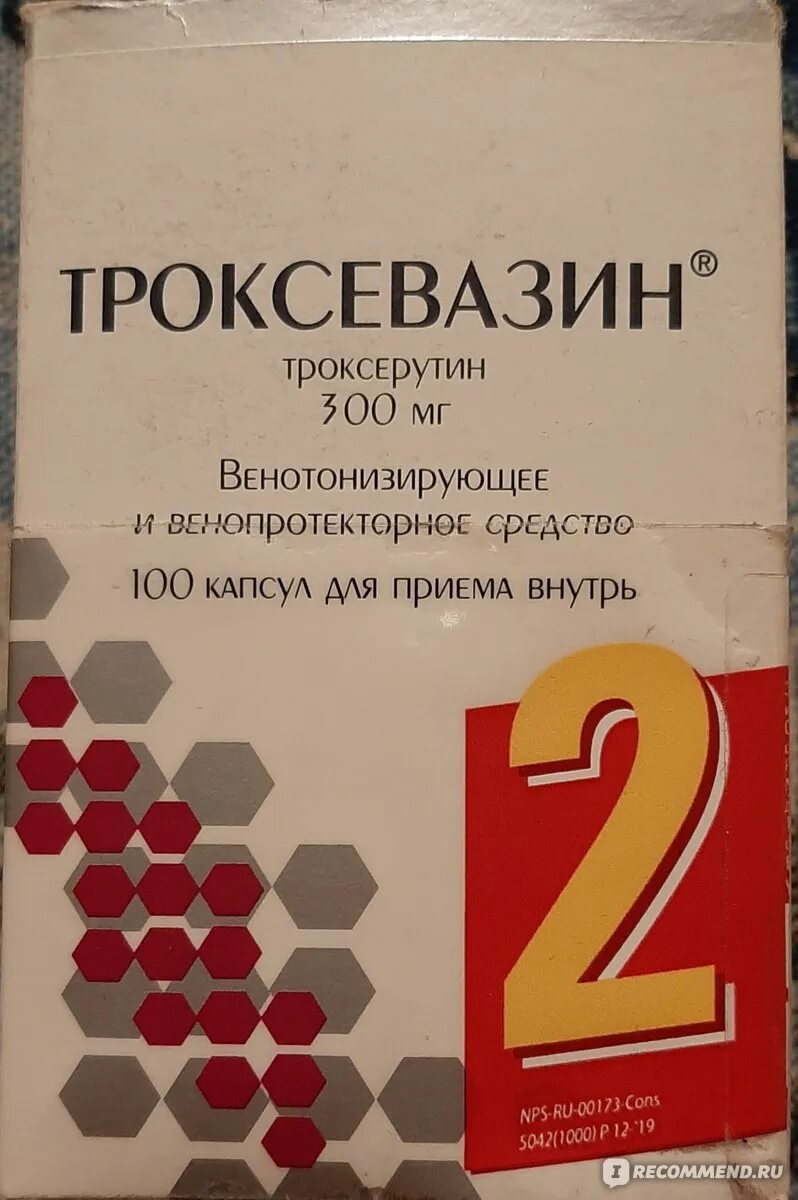 ТРОКСЕВАЗИН®
троксерутин
300 мг
Венотонизирующее
и венопротекторное средство
100 капсул для приема внутрь
2
NPS-RU-00173-Cons
5042(1000) P 12-'19
I RECOMMEND.RU